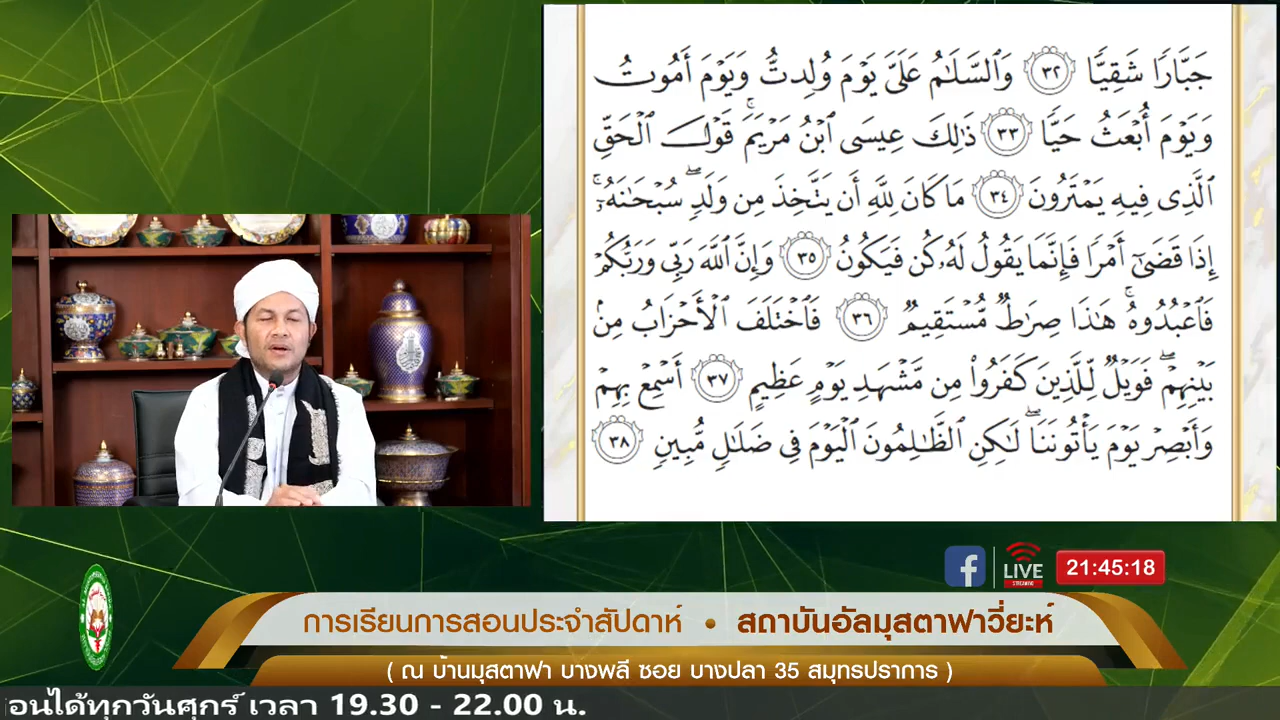 جَبَّارًا شَقِيًّا ٣٢ وَٱلسَّلَٰمُ عَلَىَّ يَوْمَ وُلِدتُّ وَيَوْمَ أَمُوتُ
وَيَوْمَ أُبْعَثُ حَيًّا ٣٣ ذَٰلِكَ عِيسَى ٱبْنُ مَرْيَمَ ۚ قَوْلَ ٱلْحَقِّ
ٱلَّذِى فِيهِ يَمْتَرُونَ ٣٤ مَا كَانَ لِلَّهِ أَن يَتَّخِذَ مِن وَلَدٍ ۖ سُبْحَٰنَهُۥٓ ۚ
إِذَا قَضَىٰٓ أَمْرًا فَإِنَّمَا يَقُولُ لَهُۥ كُن فَيَكُونُ ٣٥ وَإِنَّ ٱللَّهَ رَبِّى وَرَبُّكُمْ
فَٱعْبُدُوهُ ۚ هَٰذَا صِرَٰطٌ مُّسْتَقِيمٌ ٣٦ فَٱخْتَلَفَ ٱلْأَحْزَابُ مِنۢ
بَيْنِهِمْ ۖ فَوَيْلٌ لِّلَّذِينَ كَفَرُوا۟ مِن مَّشْهَدِ يَوْمٍ عَظِيمٍ ٣٧ أَسْمِعْ بِهِمْ
وَأَبْصِرْ يَوْمَ يَأْتُونَنَا ۖ لَٰكِنِ ٱلظَّٰلِمُونَ ٱلْيَوْمَ فِى ضَلَٰلٍ مُّبِينٍ ٣٨
LIVE
STREAMING
21:45:18
การเรียนการสอนประจำสัปดาห์ • สถาบันอัลมุสตาฟาวี่ยะห์
( ณ บ้านมุสตาฟา บางพลี ซอย บางปลา 35 สมุทรปราการ )
อนได้ทุกวันศุกร์ เวลา 19.30 - 22.00 น.